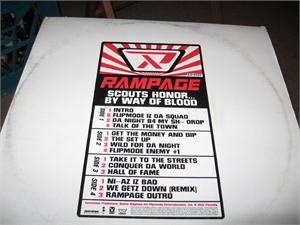 RAMPAGE
SCOUTS HONOR...
BY WAY OF BLOOD
SIDE 1
1 INTRO
2 FLIPMODE IZ DA SQUAD
3 DA NIGHT B4 MY SH-- DROP
4 TALK OF THE TOWN
SIDE 2
1 GET THE MONEY AND DIP
2 THE SET UP
3 WILD FOR DA NIGHT
4 FLIPMODE ENEMY #1
SIDE 3
1 TAKE IT TO THE STREETS
2 CONQUER DA WORLD
3 HALL OF FAME
SIDE 4
1 NI--AZ IZ BAD
2 WE GETZ DOWN (REMIX)
3 RAMPAGE OUTRO